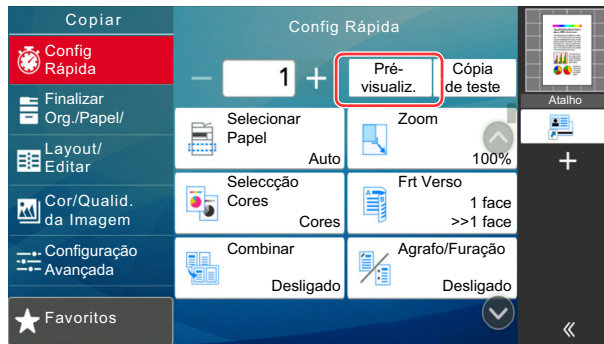 Copiar
Config
Rápida
Finalizar
Org./Papel/
Layout/
Editar
Cor/Qualid.
da Imagem
Configuração
Avançada
Favoritos
Config
Rápida
1
Pré-
visualiz.
Cópia
de teste
Selecionar
Papel
Auto
Zoom
100%
Selecção
Cores
Cores
Frt Verso
1 face
>>1 face
Combinar
Desligado
Agrafo/Furação
Desligado
Atalho